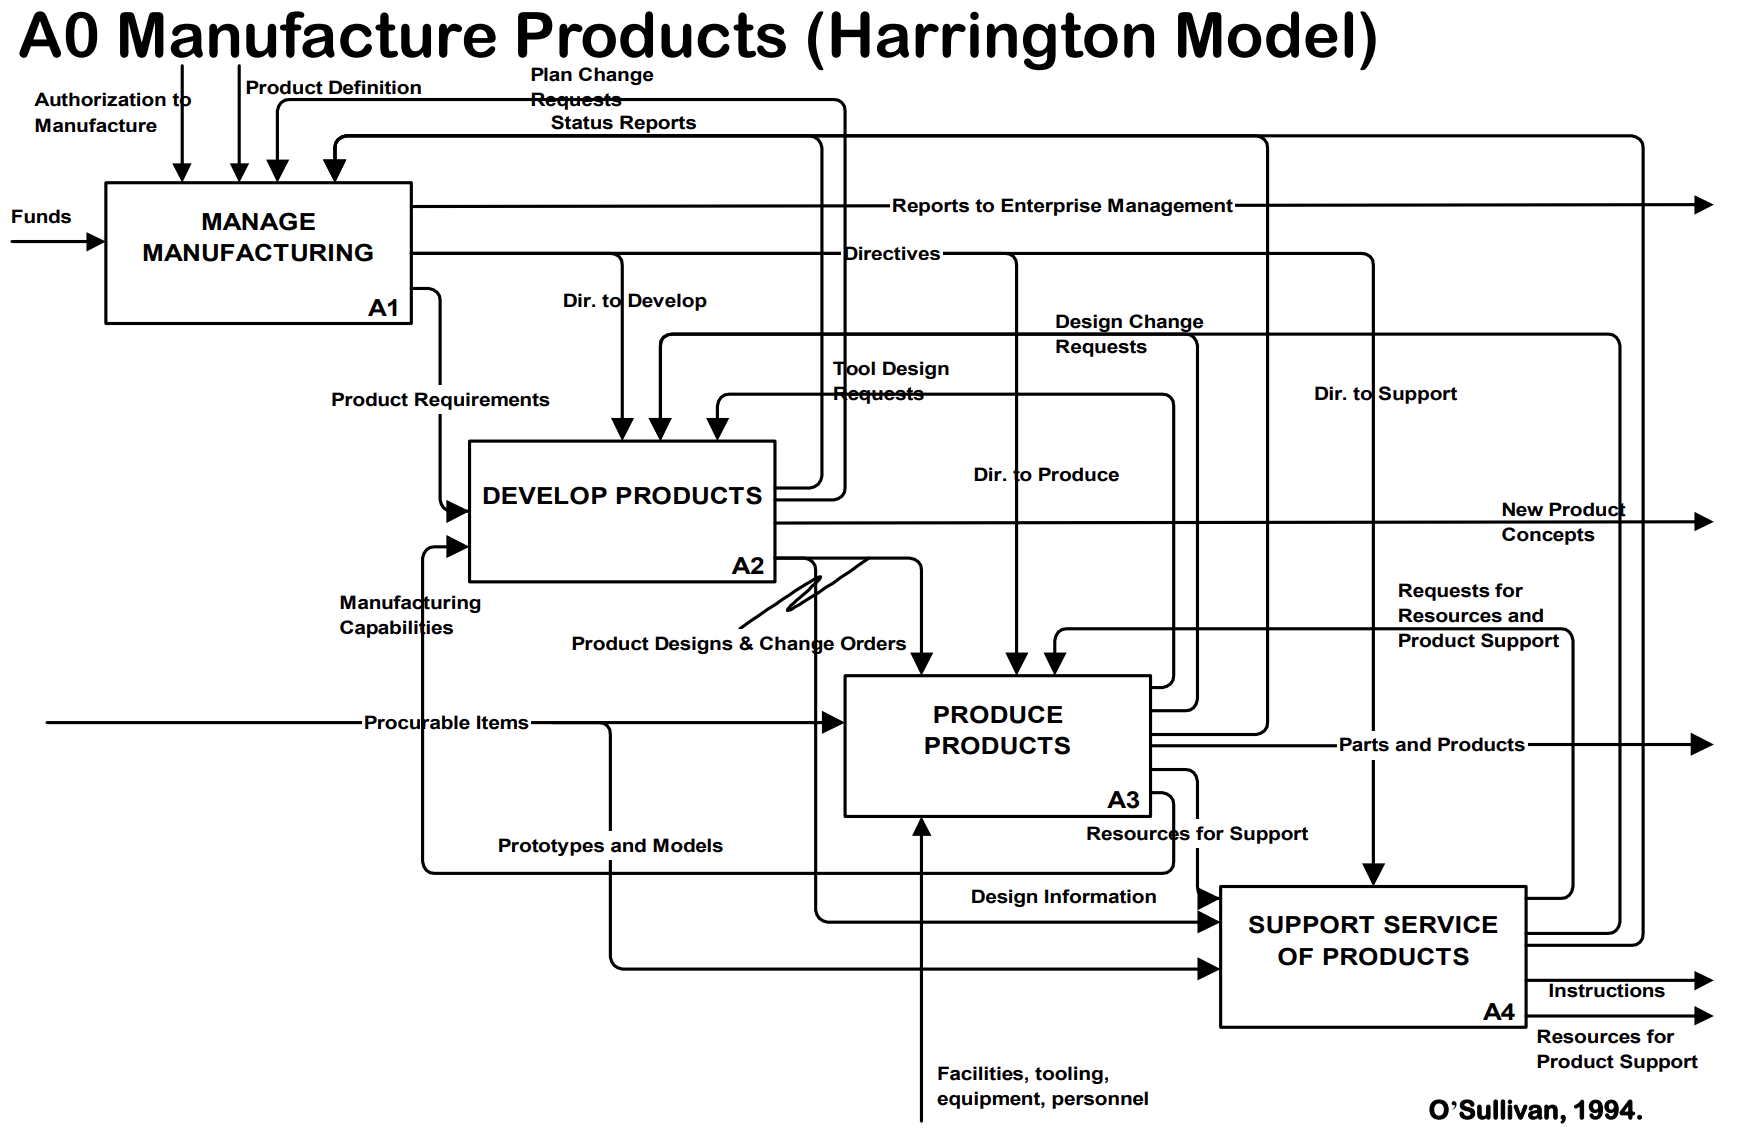 A0 Manufacture Products (Harrington Model)
Authorization to
Manufacture
Product Definition
Plan Change
Requests
Status Reports
Funds
MANAGE
MANUFACTURING
A1
Reports to Enterprise Management
Directives
Dir. to Develop
Design Change
Requests
Tool Design
Requests
Product Requirements
Dir. to Support
DEVELOP PRODUCTS
A2
Dir. to Produce
New Product
Concepts
Manufacturing
Capabilities
Product Designs & Change Orders
Requests for
Resources and
Product Support
Procurable Items
PRODUCE
PRODUCTS
A3
Parts and Products
Prototypes and Models
Resources for Support
Design Information
SUPPORT SERVICE
OF PRODUCTS
A4
Instructions
Resources for
Product Support
Facilities, tooling,
equipment, personnel
O’Sullivan, 1994.